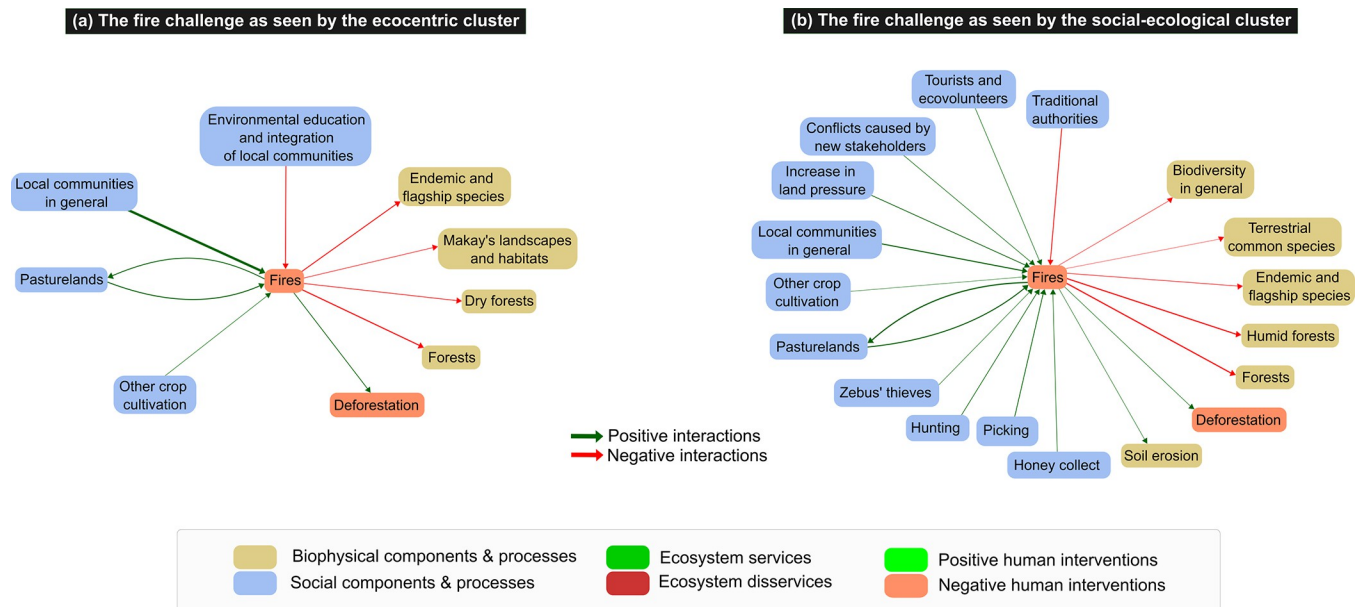 (a) The fire challenge as seen by the ecocentric cluster
Environmental education
and integration
of local communities
Local communities
in general
Endemic and
flagship species
Makay's landscapes
and habitats
Pasturelands
Fires
Dry forests
Forests
Other crop
cultivation
Deforestation
(b) The fire challenge as seen by the social-ecological cluster
Tourists and
ecovolunteers
Traditional
authorities
Conflicts caused by
new stakeholders
Increase in
land pressure
Biodiversity
in general
Local communities
in general
Terrestrial
common species
Other crop
cultivation
Fires
Endemic and
flagship species
Pasturelands
Humid forests
Forests
Zebus' thieves
Hunting
Picking
Honey collect
Deforestation
Soil erosion
Positive interactions
Negative interactions
Biophysical components & processes
Social components & processes
Ecosystem services
Ecosystem disservices
Positive human interventions
Negative human interventions